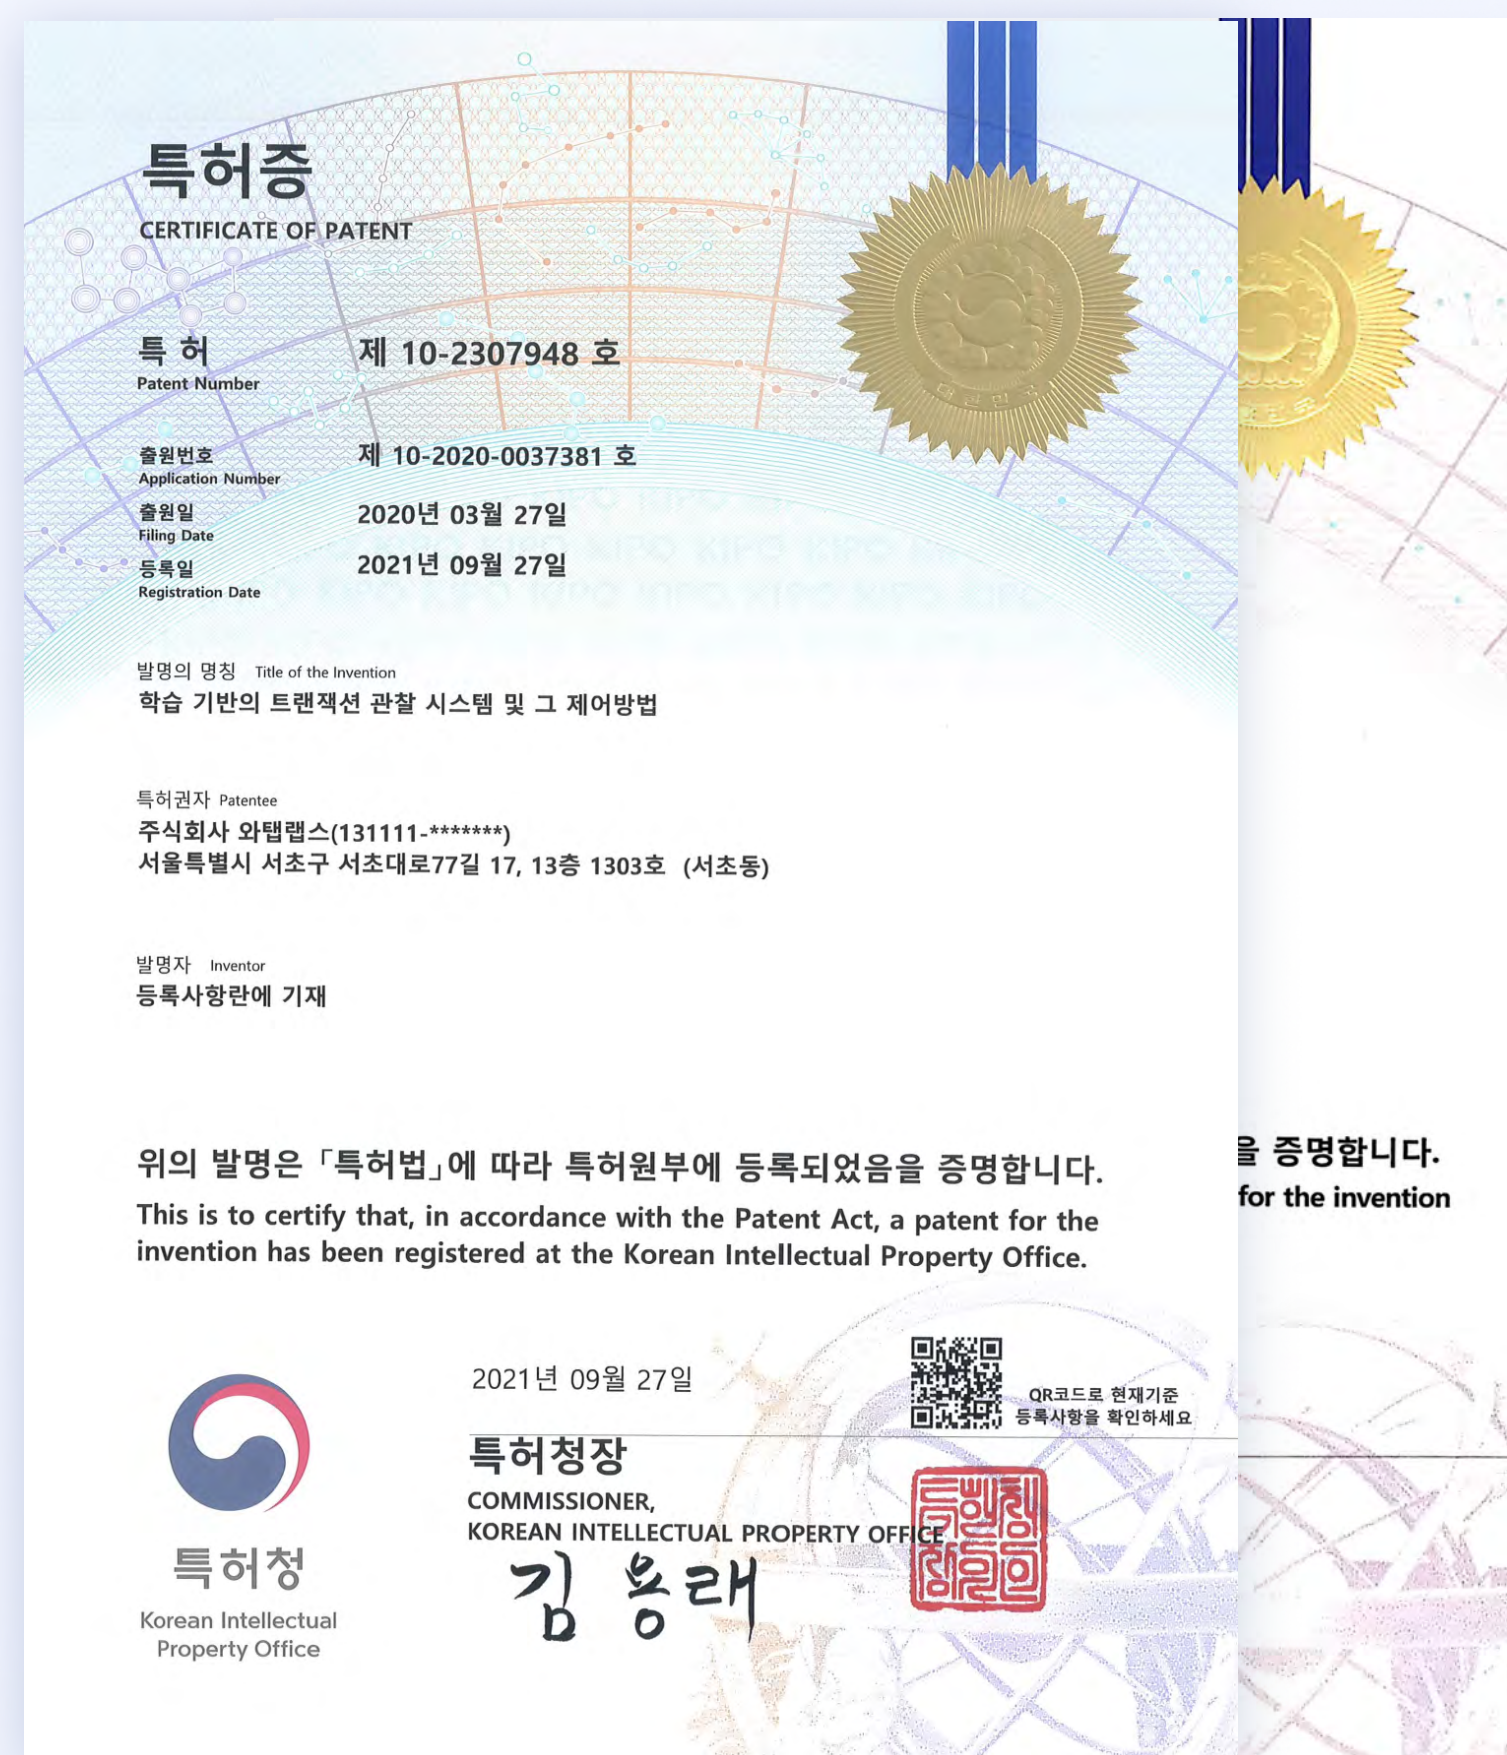 특허증
CERTIFICATE OF PATENT
특 허
Patent Number
제 10-2307948 호
출원번호
Application Number
제 10-2020-0037381 호
출원일
Filing Date
2020년 03월 27일
등록일
Registration Date
2021년 09월 27일
발명의 명칭 Title of the Invention
학습 기반의 트랜잭션 관찰 시스템 및 그 제어방법
특허권자 Patentee
주식회사 와탭랩스(131111-*******)
서울특별시 서초구 서초대로77길 17, 13층 1303호 (서초동)
발명자 Inventor
등록사항란에 기재
위의 발명은 「특허법」에 따라 특허원부에 등록되었음을 증명합니다.
This is to certify that, in accordance with the Patent Act, a patent for the
invention has been registered at the Korean Intellectual Property Office.
2021년 09월 27일
QR코드로 현재기준
등록사항을 확인하세요
특허청장
COMMISSIONER,
KOREAN INTELLECTUAL PROPERTY OFFICE
김용래
특허청
Korean Intellectual
Property Office
대한민국
을 증명합니다.
for the invention